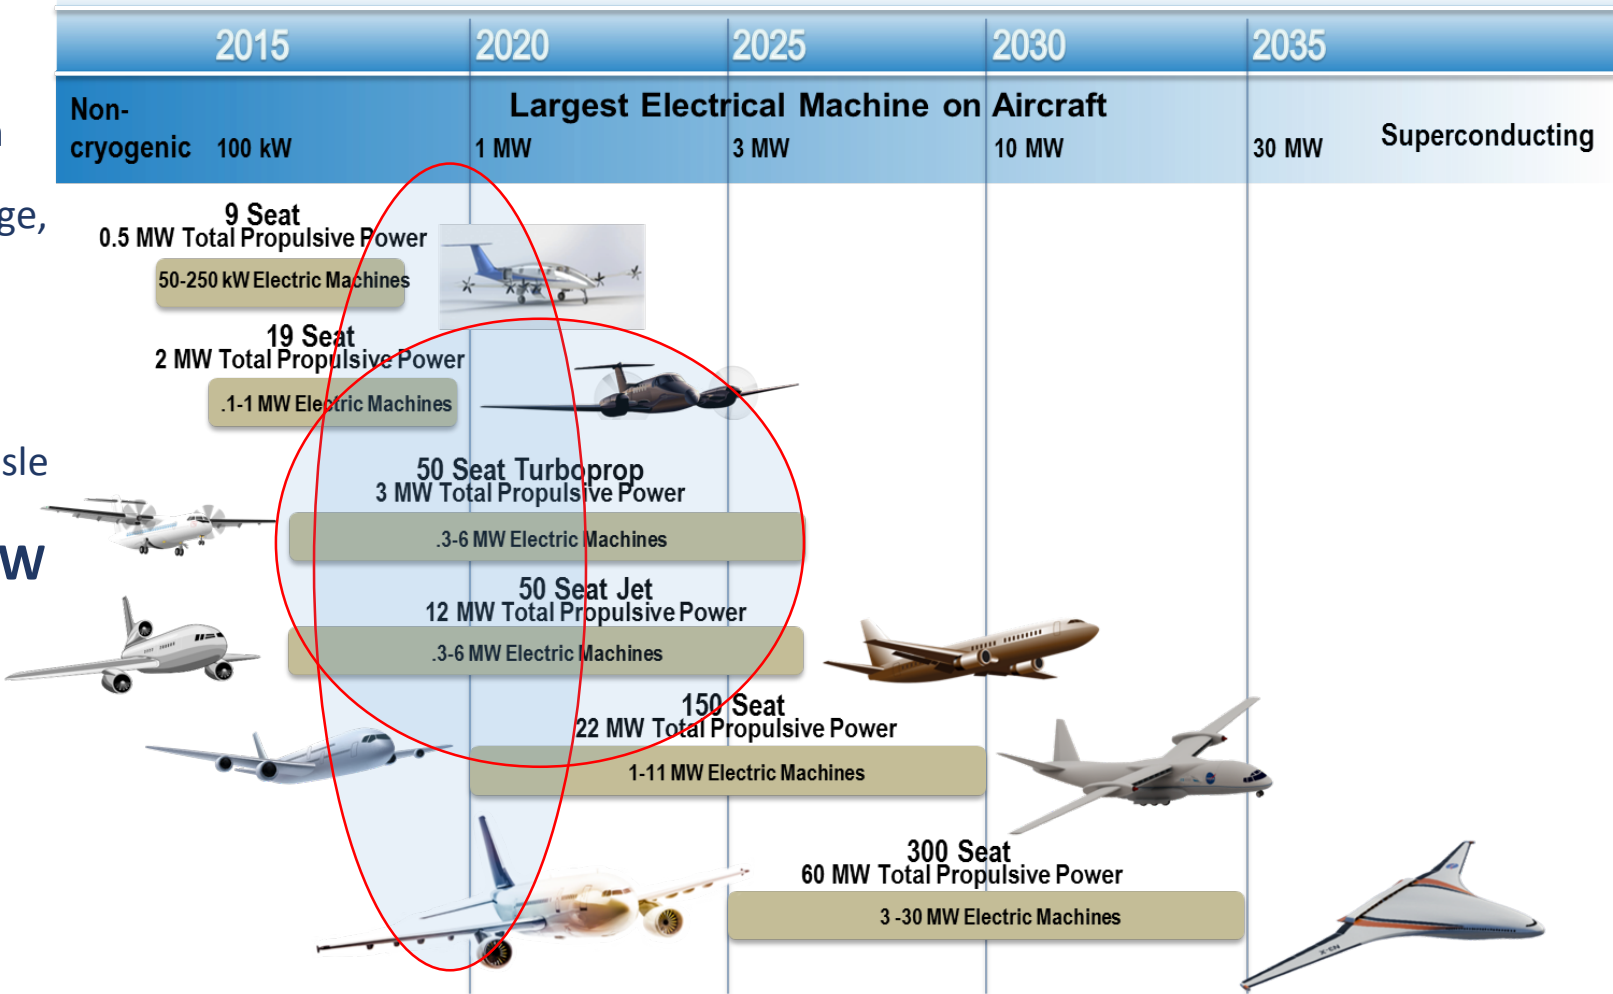 2015 2020 2025 2030 2035
Largest Electrical Machine on Aircraft
Non-
cryogenic 100 kW 1 MW 3 MW 10 MW 30 MW Superconducting
ge,
9 Seat
0.5 MW Total Propulsive Power
50-250 kW Electric Machines
19 Seat
2 MW Total Propulsive Power
.1-1 MW Electric Machines
sle
50 Seat Turboprop
3 MW Total Propulsive Power
.3-6 MW Electric Machines
W
50 Seat Jet
12 MW Total Propulsive Power
.3-6 MW Electric Machines
150 Seat
22 MW Total Propulsive Power
1-11 MW Electric Machines
300 Seat
60 MW Total Propulsive Power
3 -30 MW Electric Machines